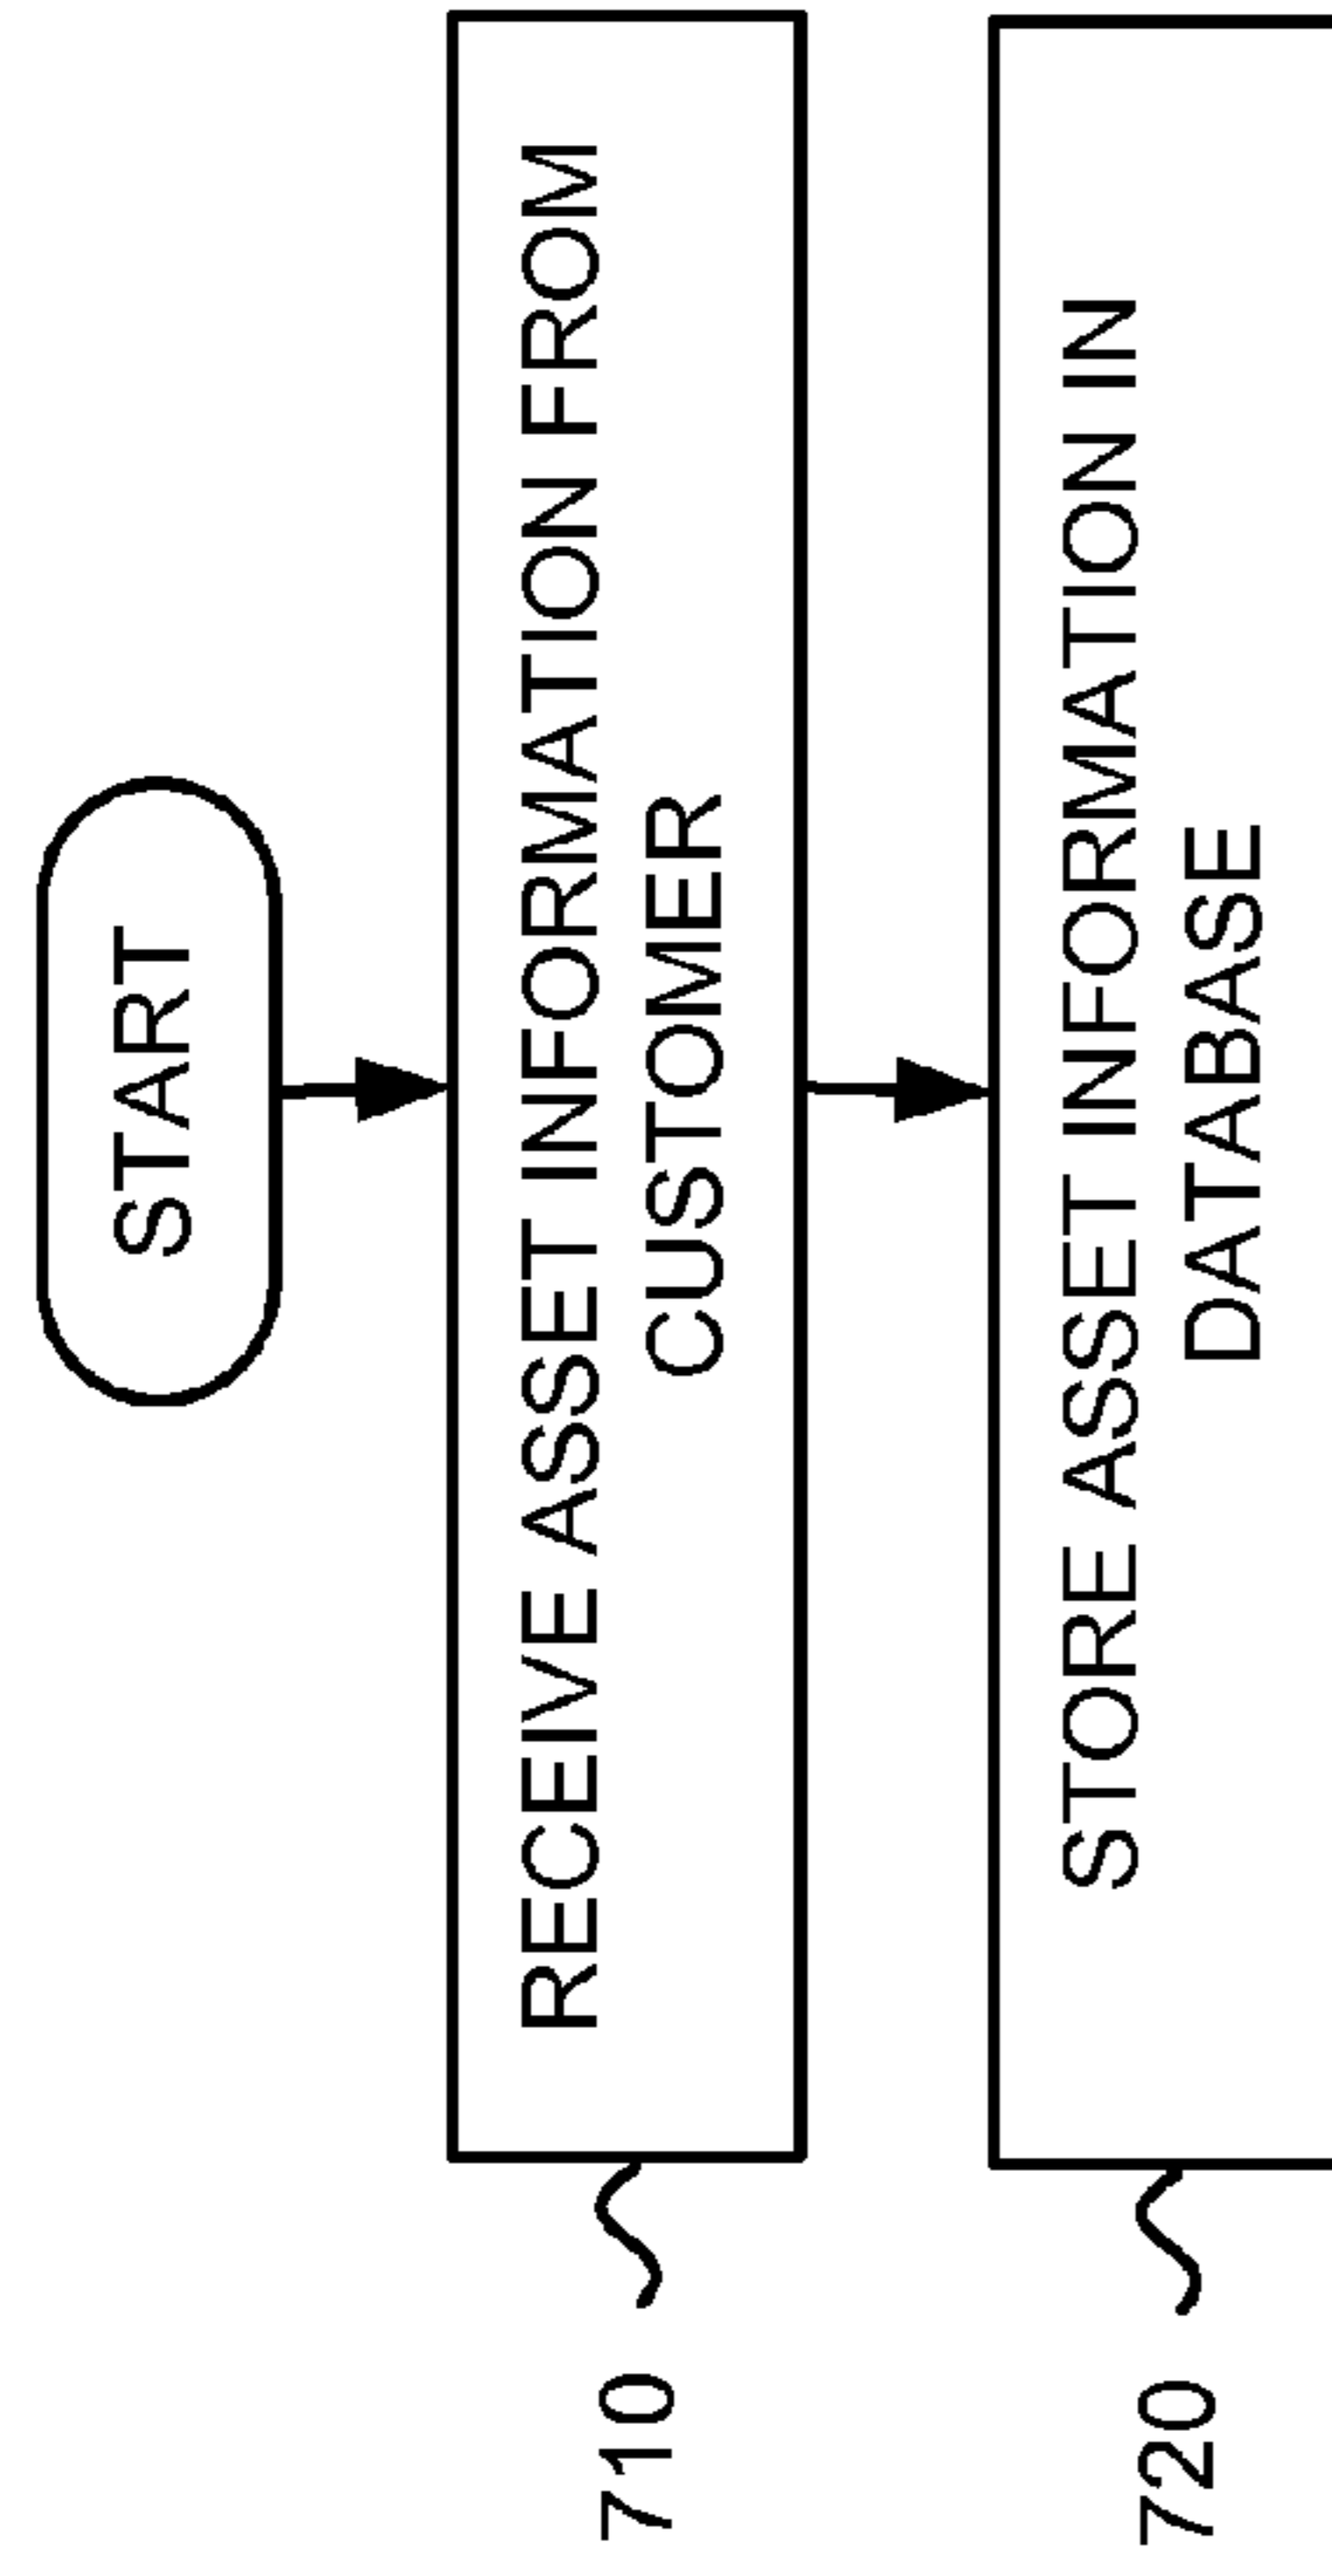 START
RECEIVE ASSET INFORMATION FROM
CUSTOMER
710
STORE ASSET INFORMATION IN
DATABASE
720